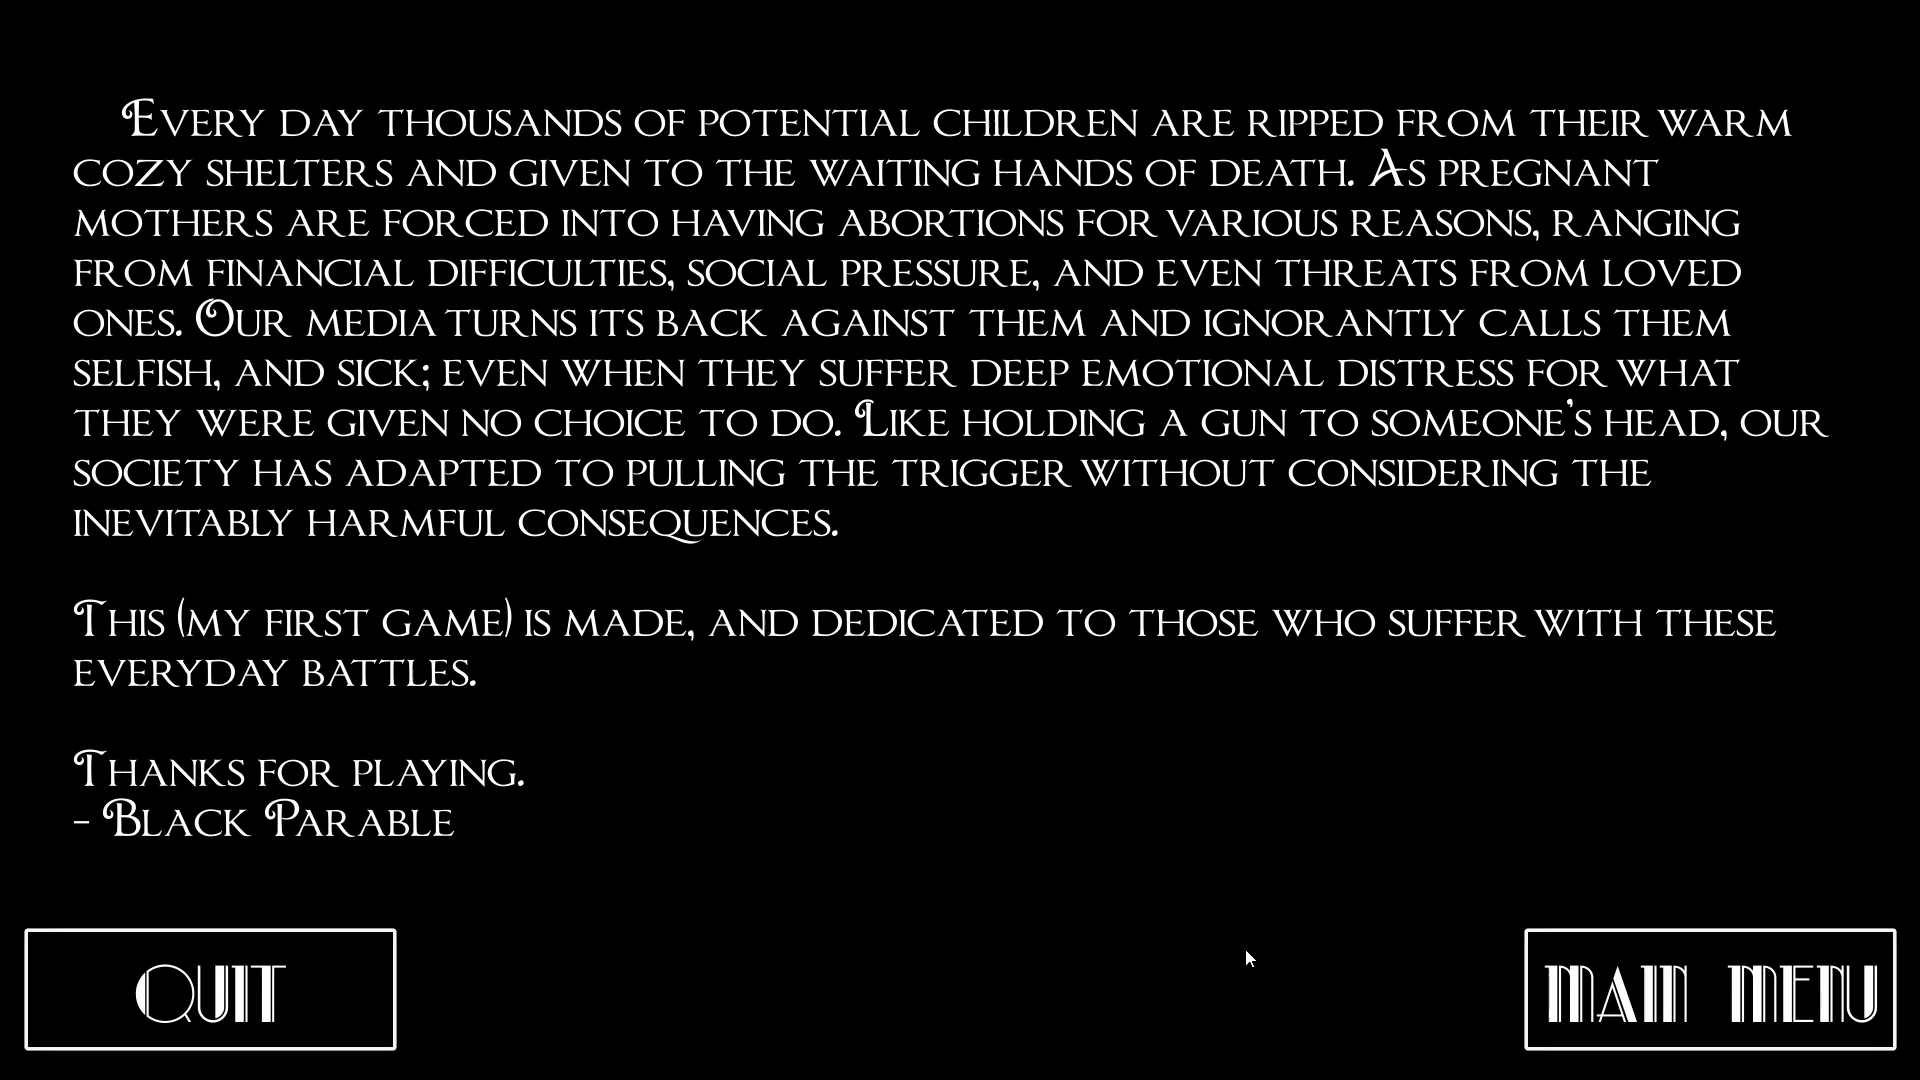 Every day thousands of potential children are ripped from their warm
cozy shelters and given to the waiting hands of death. As pregnant
mothers are forced into having abortions for various reasons, ranging
from financial difficulties, social pressure, and even threats from loved
ones. Our media turns its back against them and ignorantly calls them
selfish, and sick; even when they suffer deep emotional distress for what
they were given no choice to do. Like holding a gun to someone's head, our
society has adapted to pulling the trigger without considering the
inevitably harmful consequences.
This (my first game) is made, and dedicated to those who suffer with these
everyday battles.
Thanks for playing.
- Black Parable
QUIT
MAIN MENU